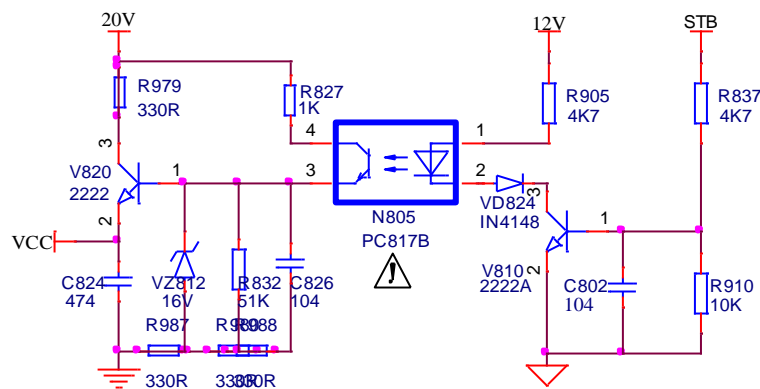 20V
12V
STB
R979
330R
R827
1K
R905
4K7
R837
4K7
3
4
1
V820
2222
1
3
2
3
N805
PC817B
VD824
IN4148
2
1
VCC
C824
474
VZ812
16V
R832
51K
C826
104
V810
2222A
2
C802
104
R910
10K
R987
R988
330R
330R